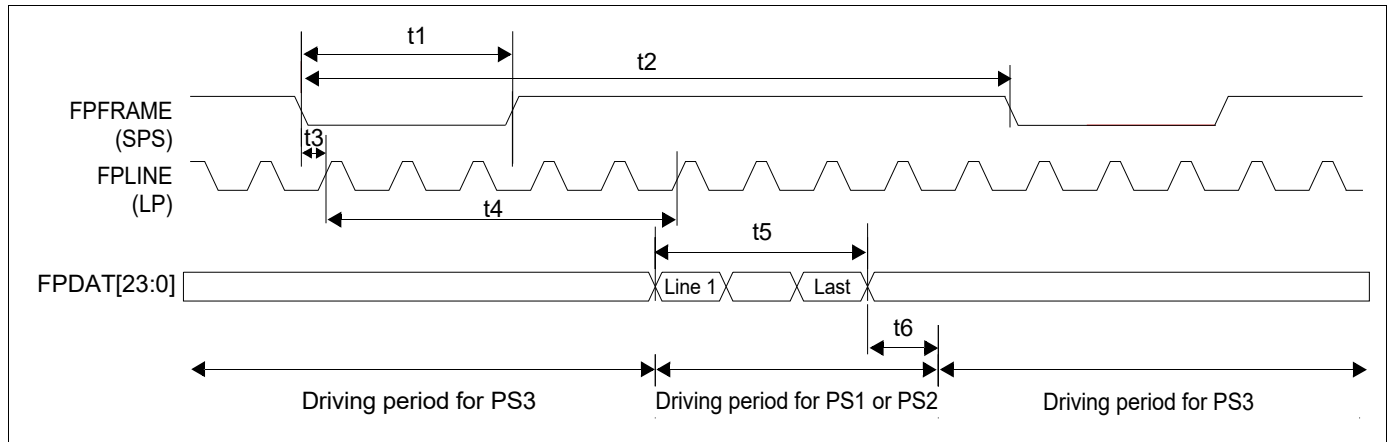 t1
t2
FPFRAME
(SPS)
t3
FPLINE
(LP)
t4
t5
FPDAT[23:0]
Line 1
Last
t6
Driving period for PS3
Driving period for PS1 or PS2
Driving period for PS3